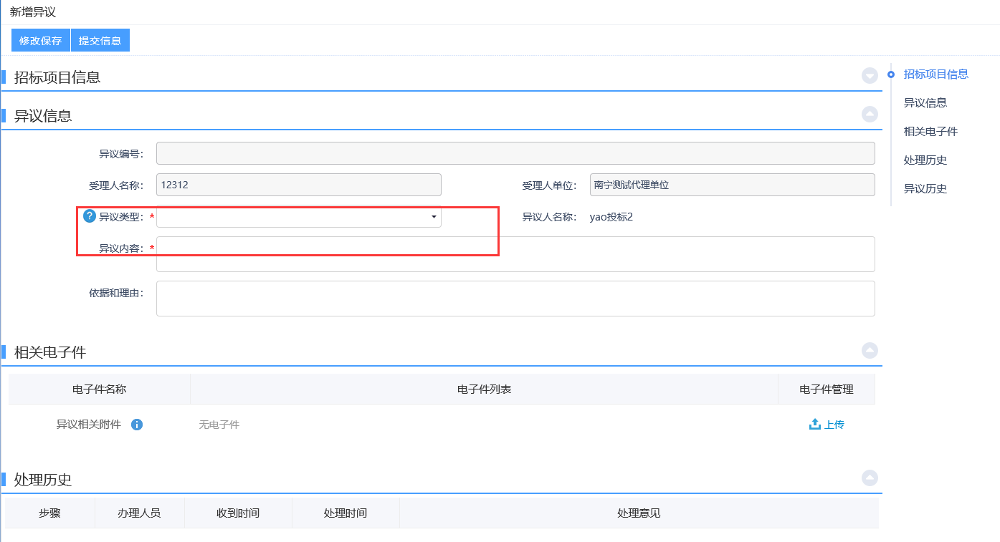 新增异议
修改保存 提交信息
招标项目信息
异议信息
异议编号：
受理人名称： 12312 受理人单位： 南宁测试代理单位
? 异议类型：* 异议人名称： yao投标2
异议内容：*
依据和理由：
相关电子件
电子件名称 电子件列表 电子件管理
异议相关附件 i 无电子件 上传
处理历史
步骤 办理人员 收到时间 处理时间 处理意见
招标项目信息
异议信息
相关电子件
处理历史
异议历史